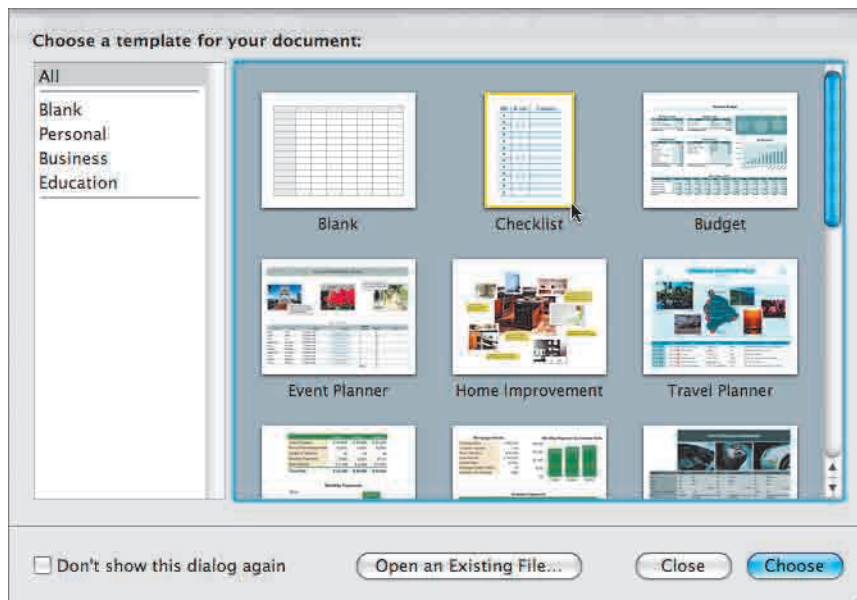 Choose a template for your document:
All
Blank
Personal
Business
Education
Blank
Checklist
Budget
Event Planner
Home Improvement
Travel Planner
Don't show this dialog again
Open an Existing File...
Close
Choose